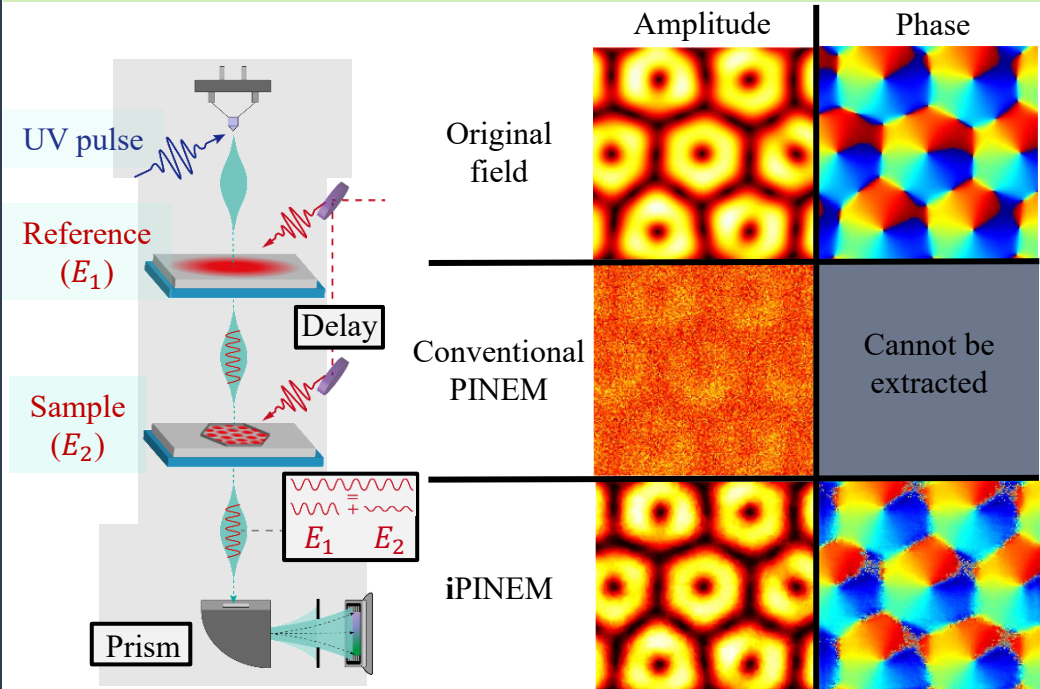 Amplitude
Phase
UV pulse
Original
field
Reference
(E₁)
Delay
Conventional
PINEM
Cannot be
extracted
Sample
(E₂)
=
+
E₁ E₂
iPINEM
Prism